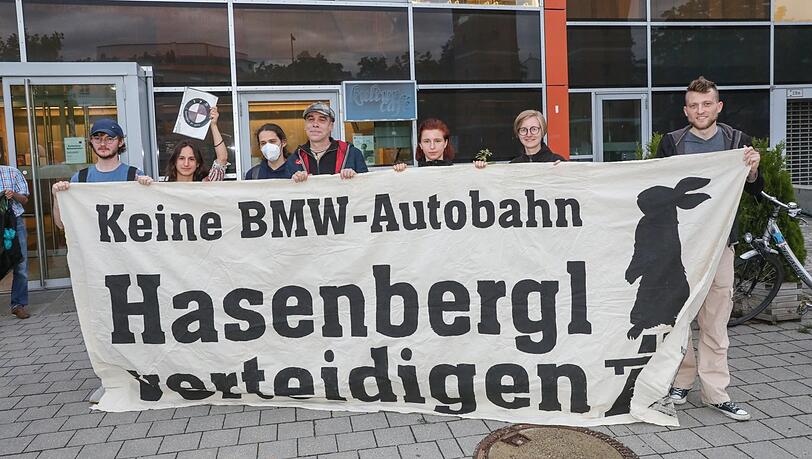 Keine BMW-Autobahn
Hasenbergl
verteidigen